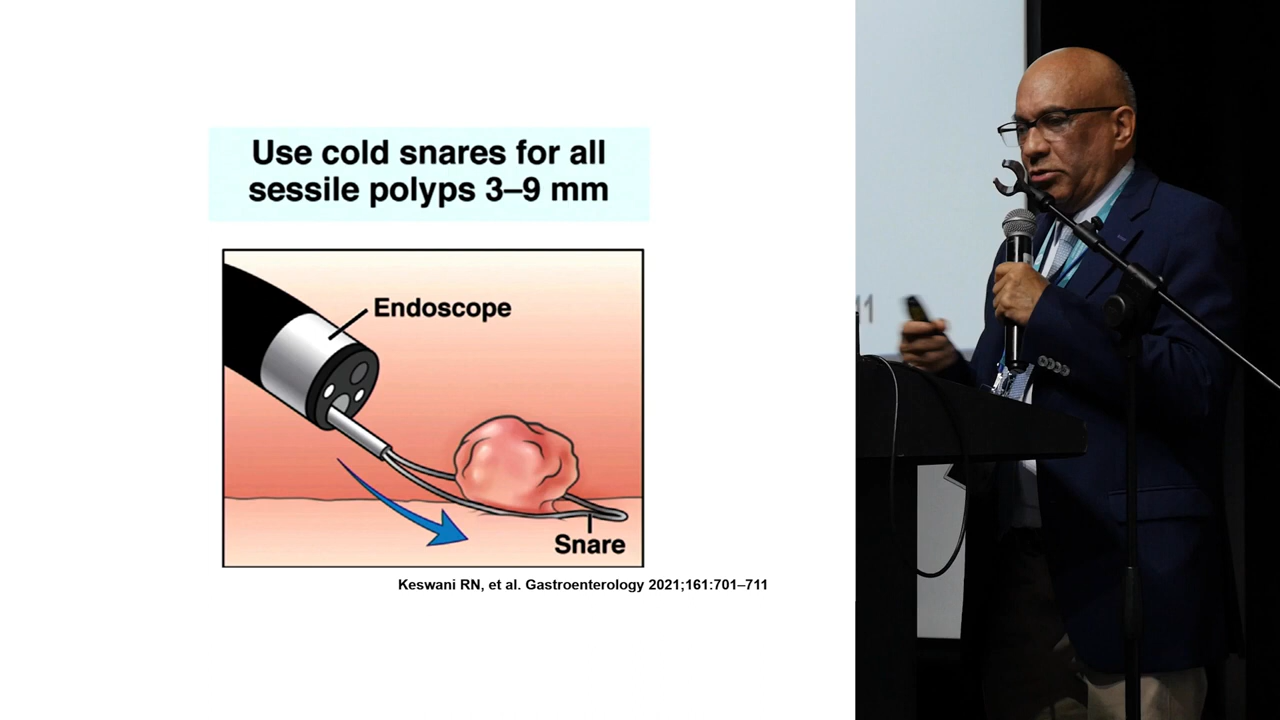 Use cold snares for all
sessile polyps 3–9 mm
Endoscope
Snare
Keswani RN, et al. Gastroenterology 2021;161:701–711
11